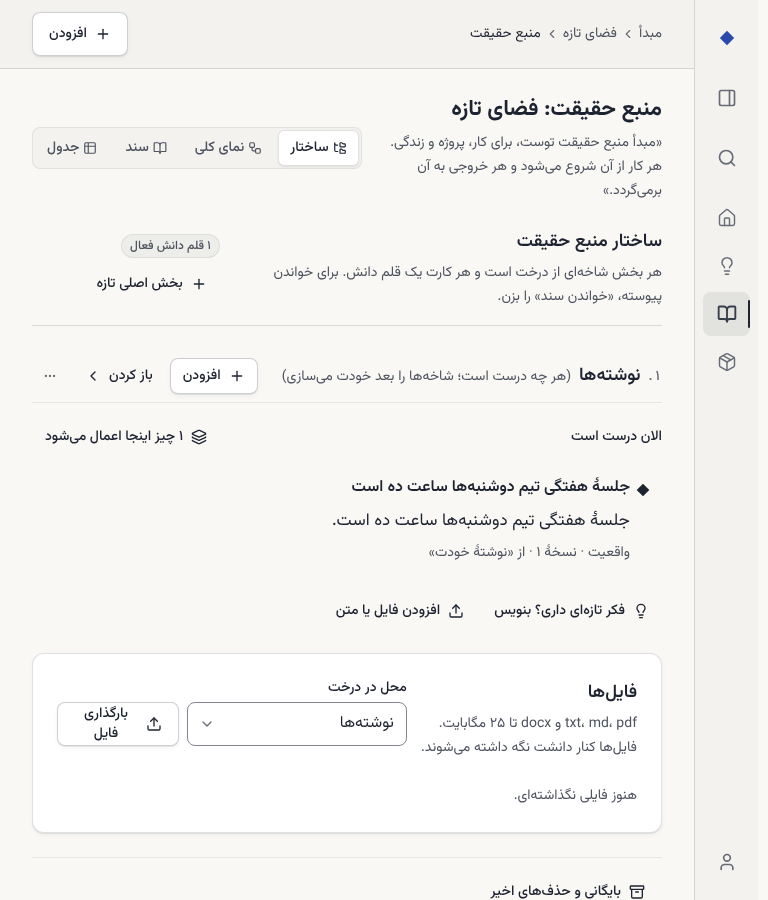 مبدأ › فضای تازه › منبع حقیقت
افزودن
منبع حقیقت: فضای تازه
«مبدأ منبع حقیقت توست، برای کار، پروژه و زندگی.
هر کار از آن شروع می‌شود و هر خروجی به آن
برمی‌گردد.»
ساختار
نمای کلی
سند
جدول
ساختار منبع حقیقت
هر بخش شاخه‌ای از درخت است و هر کارت یک قلم دانش. برای خواندن
پیوسته، «خواندن سند» را بزن.
۱ قلم دانش فعال
بخش اصلی تازه
۱. نوشته‌ها (هر چه درست است؛ شاخه‌ها را بعد خودت می‌سازی)
افزودن
باز کردن
الان درست است
۱ چیز اینجا اعمال می‌شود
جلسهٔ هفتگی تیم دوشنبه‌ها ساعت ده است
جلسهٔ هفتگی تیم دوشنبه‌ها ساعت ده است.
واقعیت · نسخهٔ ۱ · از «نوشتهٔ خودت»
فکر تازه‌ای داری؟ بنویس
افزودن فایل یا متن
فایل‌ها
txt، md، pdf و docx تا ۲۵ مگابایت.
فایل‌ها کنار دانشت نگه داشته می‌شوند.
محل در درخت
نوشته‌ها
بارگذاری
فایل
هنوز فایلی نگذاشته‌ای.
بایگانی و حذف‌های اخیر